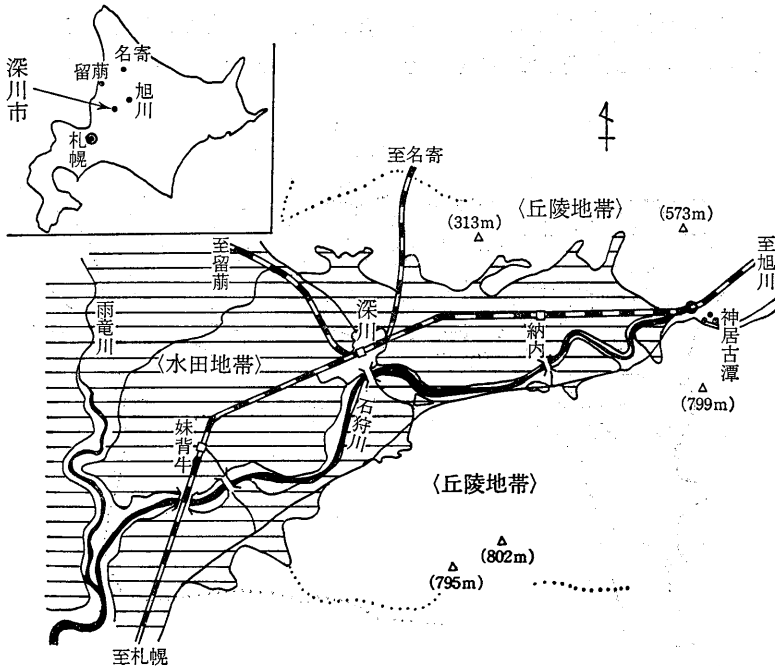 名寄
留萌
旭川
深川市
札幌
至名寄
〈丘陵地帯〉
(313m)
(573m)
至旭川
至留萌
雨竜川
深川
納内
神居古潭
〈水田地帯〉
(799m)
石狩川
妹背牛
〈丘陵地帯〉
(802m)
(795m)
至札幌